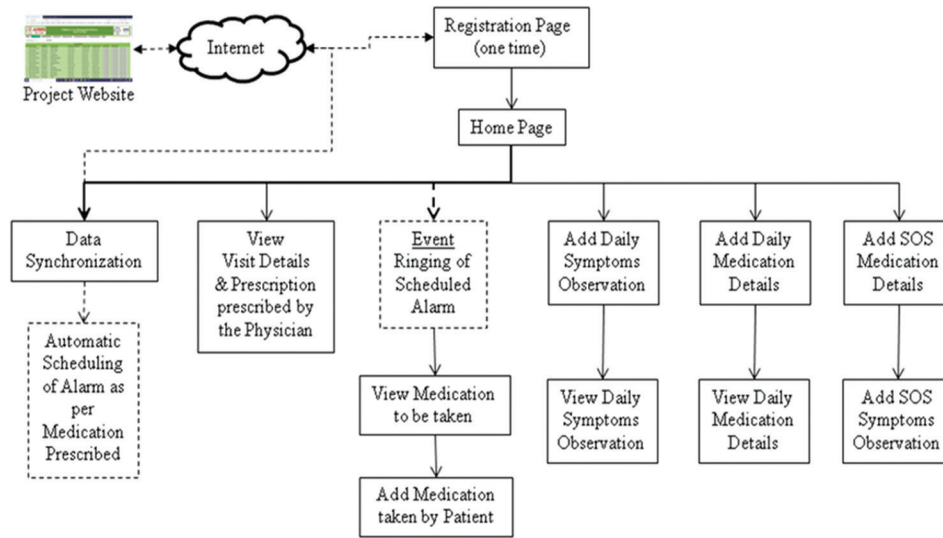 Internet
Registration Page
(one time)
Project Website
Home Page
Data
Synchronization
View
Visit Details
& Prescription
prescribed by
the Physician
Event
Ringing of
Scheduled
Alarm
Add Daily
Symptoms
Observation
Add Daily
Medication
Details
Add SOS
Medication
Details
Automatic
Scheduling
of Alarm as
per
Medication
Prescribed
View Medication
to be taken
View Daily
Symptoms
Observation
View Daily
Medication
Details
Add SOS
Symptoms
Observation
Add Medication
taken by Patient